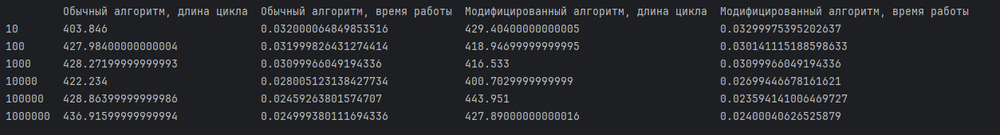 Обычный алгоритм, длина цикла Обычный алгоритм, время работы Модифицированный алгоритм, длина цикла Модифицированный алгоритм, время работы
10 403.846 0.032000064849853516 429.40400000000005 0.03299975395202637
100 427.98400000000004 0.031999826431274414 418.94699999999995 0.030141115188598633
1000 428.27199999999993 0.03099966049194336 416.533 0.03099966049194336
10000 422.234 0.028005123138427734 400.7029999999999 0.02699446678161621
100000 428.86399999999986 0.02459263801574707 443.951 0.023594141006469727
1000000 436.91599999999994 0.024999380111694336 427.89000000000016 0.02400040626525879